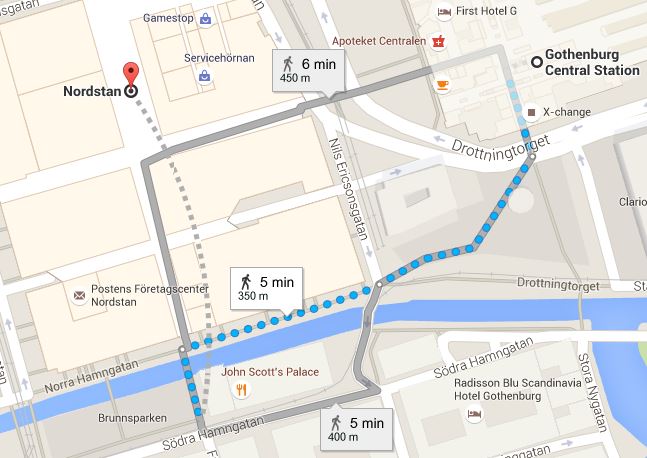 nsgatan
Gamestop
First Hotel G
Apoteket Centralen
Servicehörnan
6 min
450 m
Gothenburg
Central Station
Nordstan
X-change
Drottningtorget
Nils Ericsonsgatan
Clario
5 min
350 m
Postens Företagscenter
Nordstan
Drottningtorget
Sta
Norra Hamngatan
John Scott's Palace
Södra Hamngatan
Radisson Blu Scandinavia
Hotel Gothenburg
Stora Nygatan
Brunnsparken
5 min
400 m
Södra Hamngatan
F